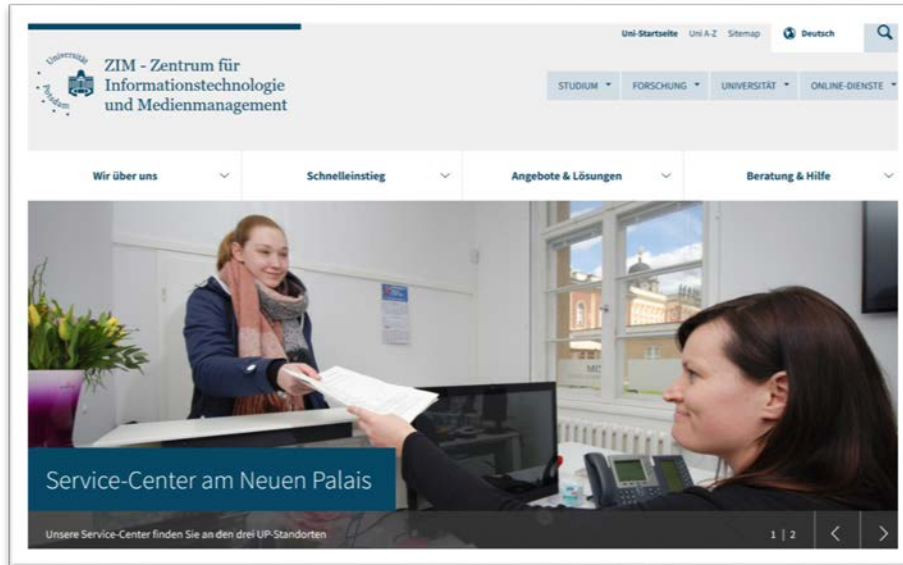 Uni-Startseite Uni A-Z Sitemap Deutsch
Universität Potsdam
ZIM - Zentrum für
Informationstechnologie
und Medienmanagement
STUDIUM FORSCHUNG UNIVERSITÄT ONLINE-DIENSTE
Wir über uns Schnelleinstieg Angebote & Lösungen Beratung & Hilfe
Service-Center am Neuen Palais
Unsere Service-Center finden Sie an den drei UP-Standorten
1 | 2